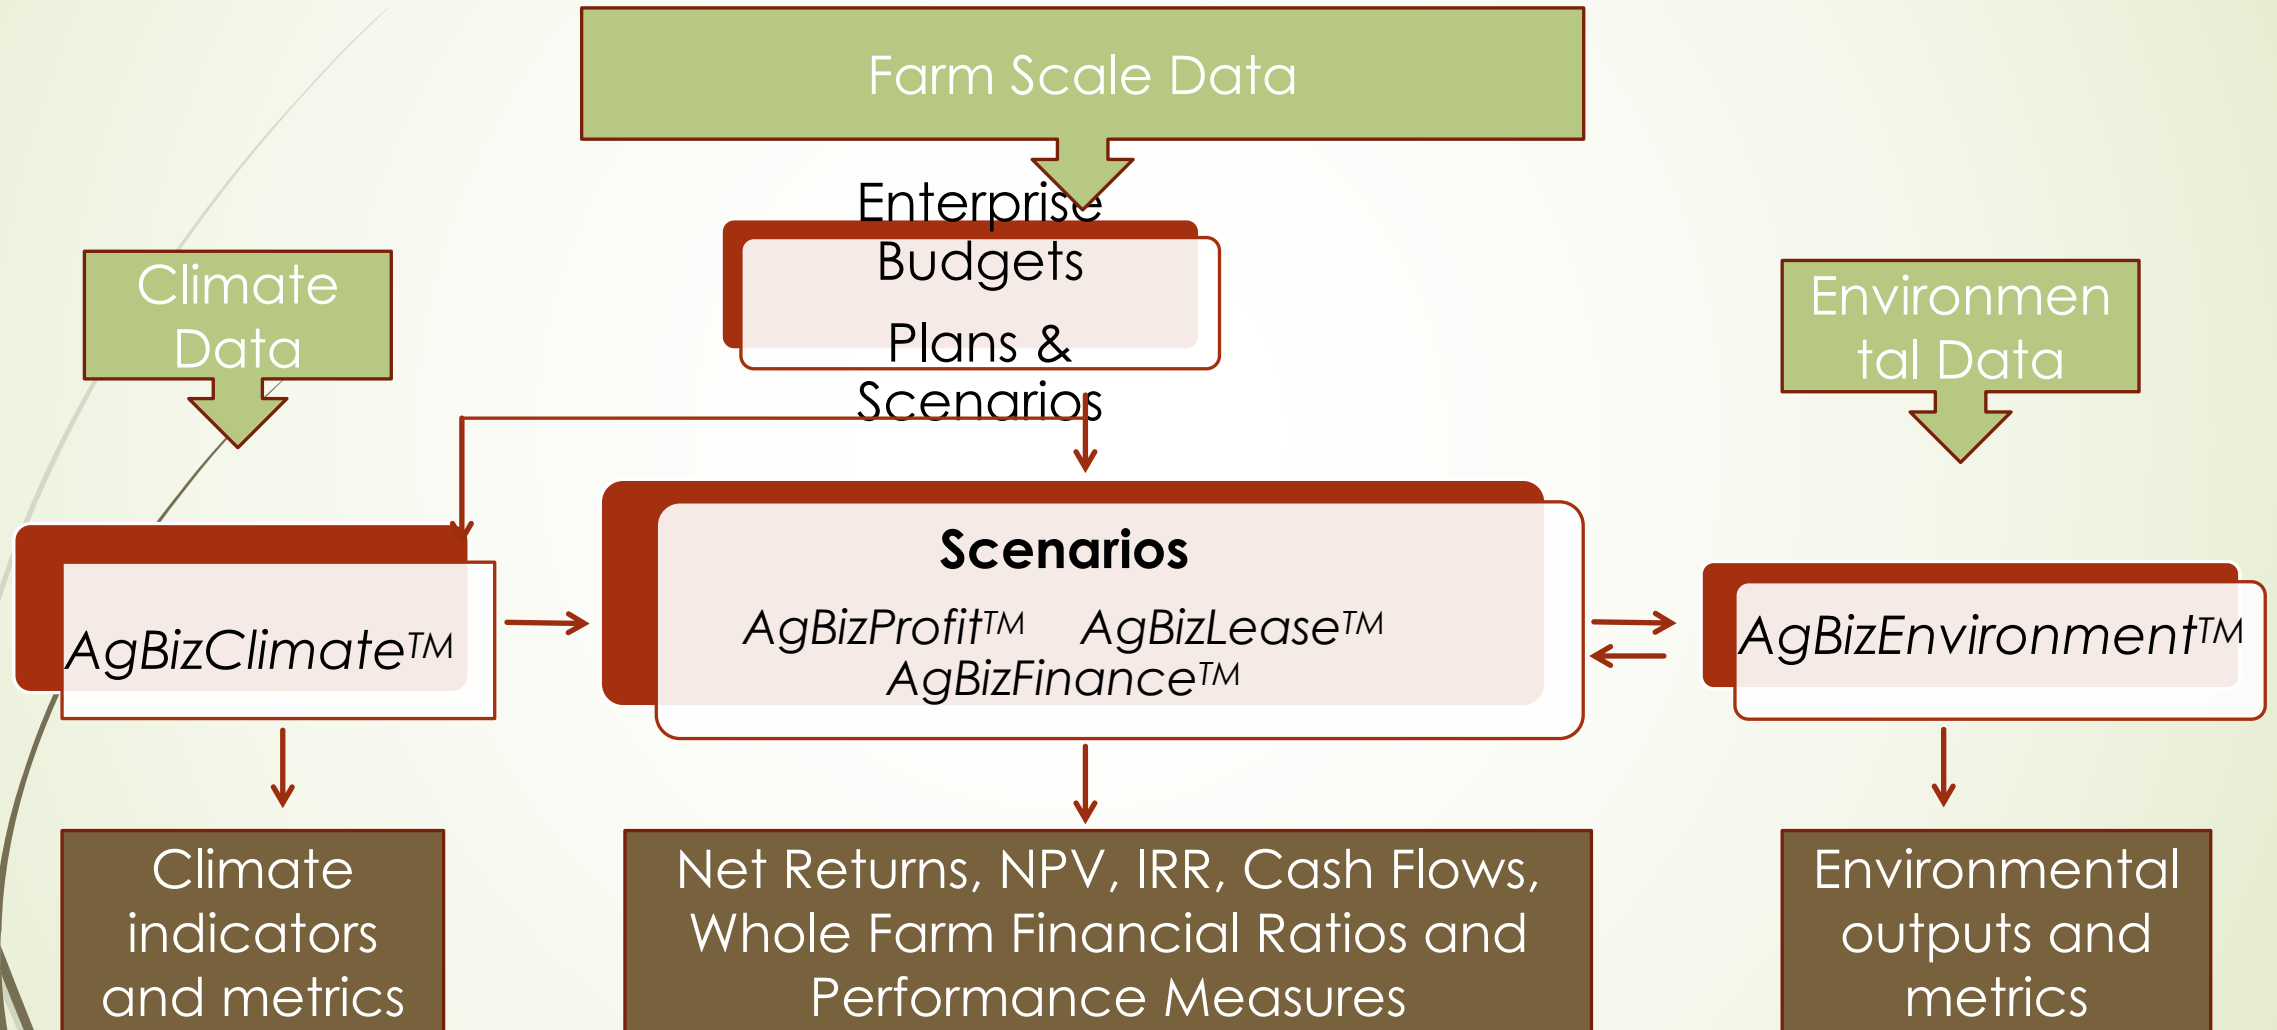 Farm Scale Data
Enterprise
Budgets
Plans &
Scenarios
Climate
Data
Environmen
tal Data
Scenarios
AgBizProfit™ AgBizLease™
AgBizFinance™
AgBizClimate™
AgBizEnvironment™
Climate
indicators
and metrics
Net Returns, NPV, IRR, Cash Flows,
Whole Farm Financial Ratios and
Performance Measures
Environmental
outputs and
metrics